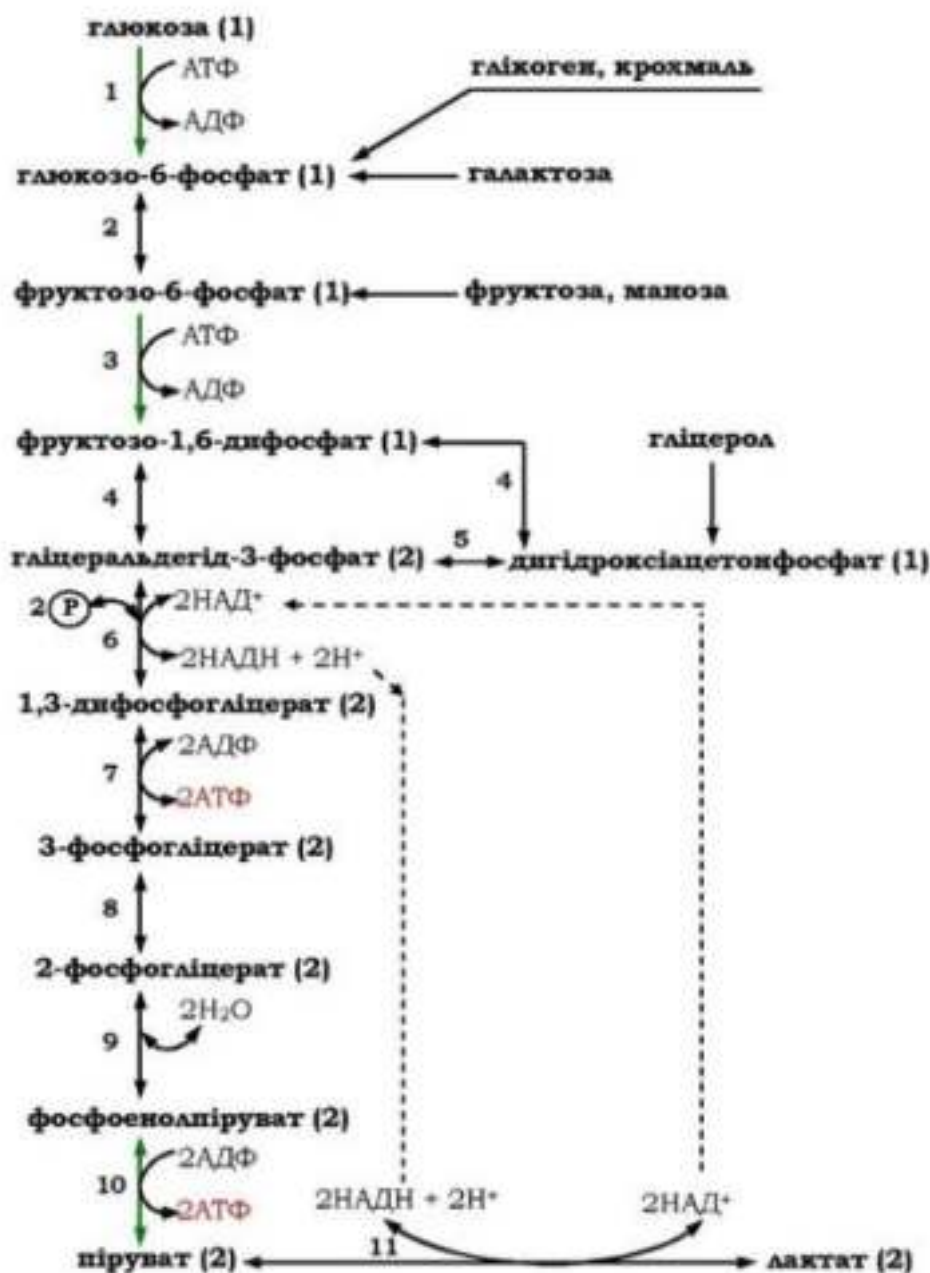 глюкоза (1)
АТФ
глікоген, крохмаль
1
АДФ
глюкозо-6-фосфат (1)
галактоза
2
фруктозо-6-фосфат (1)
фруктоза, маноза
АТФ
3
АДФ
фруктозо-1,6-дифосфат (1)
гліцерол
4
4
гліцеральдегід-3-фосфат (2)
5
дигідроксіацетонфосфат (1)
2 P
2НАД⁺
6
2НАДН + 2Н⁺
1,3-дифосфогліцерат (2)
2АДФ
7
2АТФ
3-фосфогліцерат (2)
8
2-фосфогліцерат (2)
2H₂O
9
фосфоенолпіруват (2)
2АДФ
10
2АТФ
2НАДН + 2Н⁺
2НАД⁺
піруват (2)
11
лактат (2)